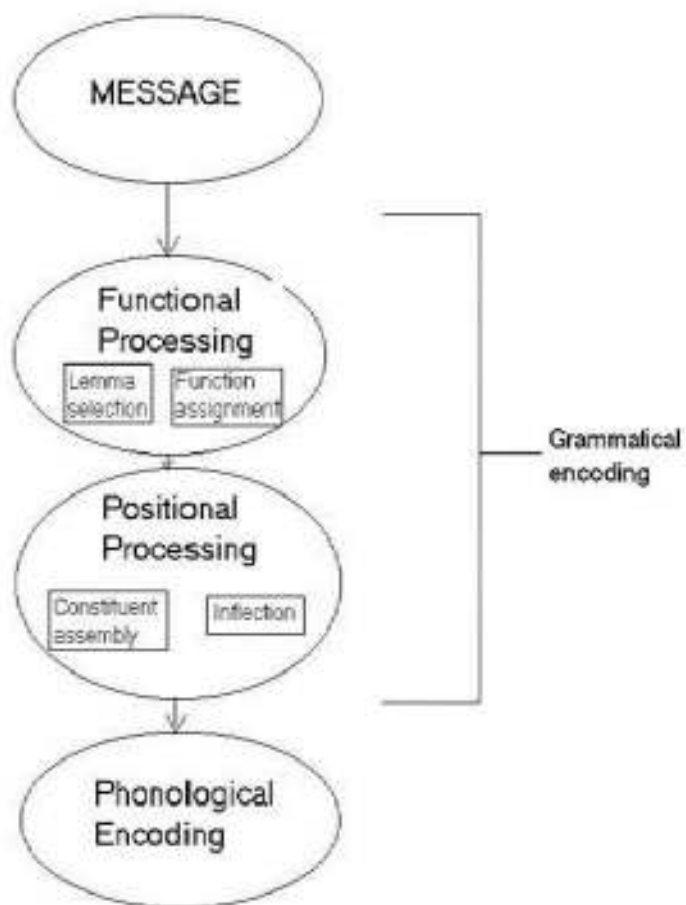 MESSAGE
Functional
Processing
Lemma
selection
Function
assignment
Positional
Processing
Constituent
assembly
Inflection
Grammatical
encoding
Phonological
Encoding